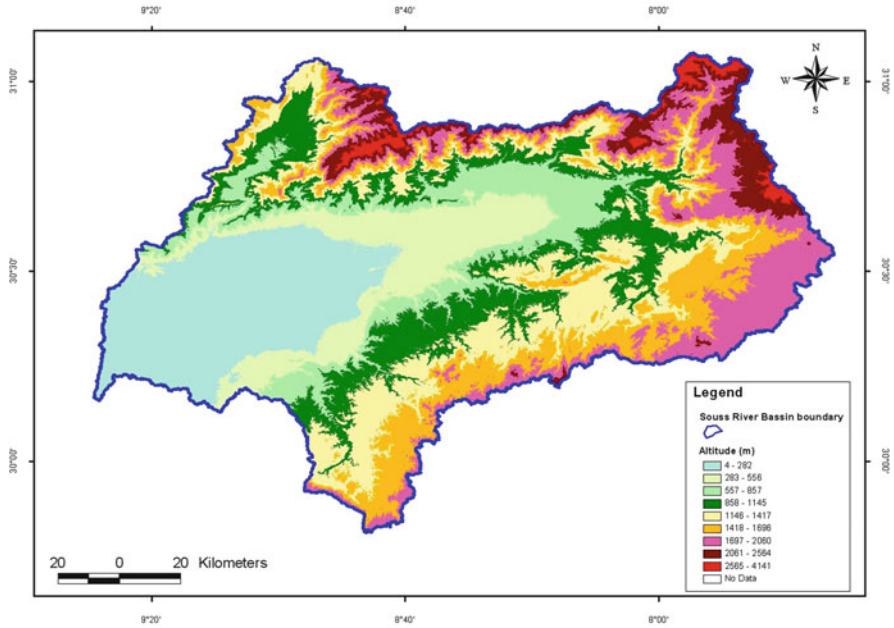 9°20' 8°40' 8°00'
31°00' 31°00'
N
W E
S
30°30' 30°30'
30°00' 30°00'
Legend
Souss River Bassin boundary
Altitude (m)
4 - 282
283 - 556
557 - 857
858 - 1145
1146 - 1417
1418 - 1696
1697 - 2060
2061 - 2564
2565 - 4141
No Data
20 0 20 Kilometers
9°20' 8°40' 8°00'